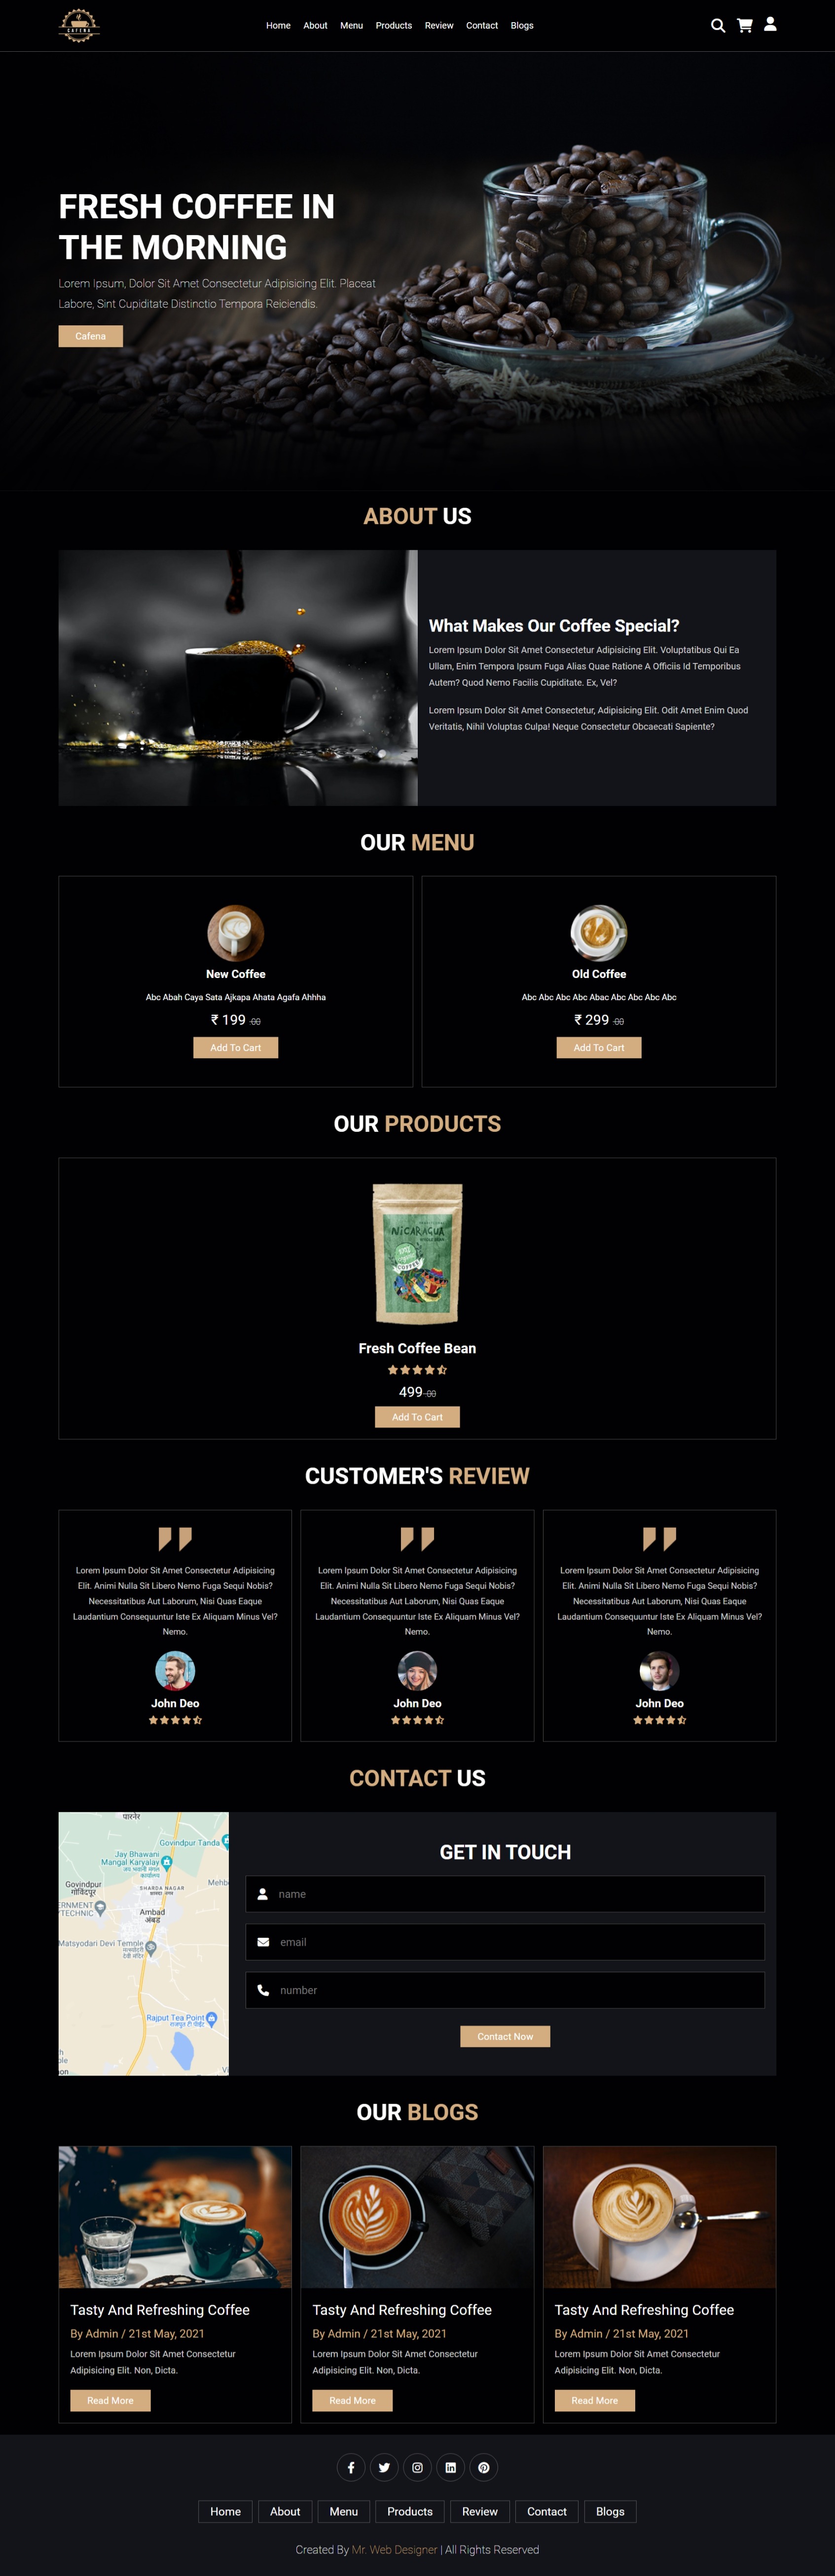 CAFENA
Home About Menu Products Review Contact Blogs
FRESH COFFEE IN
THE MORNING
Lorem Ipsum, Dolor Sit Amet Consectetur Adipisicing Elit. Placeat
Labore, Sint Cupiditate Distinctio Tempora Reiciendis.
Cafena
ABOUT US
What Makes Our Coffee Special?
Lorem Ipsum Dolor Sit Amet Consectetur Adipisicing Elit. Voluptatibus Qui Ea
Ullam, Enim Tempora Ipsum Fuga Alias Quae Ratione A Officiis Id Temporibus
Autem? Quod Nemo Facilis Cupiditate. Ex, Vel?
Lorem Ipsum Dolor Sit Amet Consectetur, Adipisicing Elit. Odit Amet Enim Quod
Veritatis, Nihil Voluptas Culpa! Neque Consectetur Obcaecati Sapiente?
OUR MENU
New Coffee
Abc Abah Caya Sata Ajkapa Ahata Agafa Ahhha
₹ 199 .00
Add To Cart
Old Coffee
Abc Abc Abc Abc Abac Abc Abc Abc Abc
₹ 299 .00
Add To Cart
OUR PRODUCTS
NICARAGUA
COFFEE
Fresh Coffee Bean
499.00
Add To Cart
CUSTOMER'S REVIEW
Lorem Ipsum Dolor Sit Amet Consectetur Adipisicing
Elit. Animi Nulla Sit Libero Nemo Fuga Sequi Nobis?
Necessitatibus Aut Laborum, Nisi Quas Eaque
Laudantium Consequuntur Iste Ex Aliquam Minus Vel?
Nemo.
John Deo
Lorem Ipsum Dolor Sit Amet Consectetur Adipisicing
Elit. Animi Nulla Sit Libero Nemo Fuga Sequi Nobis?
Necessitatibus Aut Laborum, Nisi Quas Eaque
Laudantium Consequuntur Iste Ex Aliquam Minus Vel?
Nemo.
John Deo
Lorem Ipsum Dolor Sit Amet Consectetur Adipisicing
Elit. Animi Nulla Sit Libero Nemo Fuga Sequi Nobis?
Necessitatibus Aut Laborum, Nisi Quas Eaque
Laudantium Consequuntur Iste Ex Aliquam Minus Vel?
Nemo.
John Deo
CONTACT US
पारनेर
Govindpur Tanda
Jay Bhawani
Mangal Karyalay
Govindpur
गोविंदपूर
SHARDA NAGAR
शारदा नगर
Mehb
ERNMENT
YTECHNIC
Ambad
अंबड
Matsyodari Devi Temple
मत्स्योदरी
देवी मंदिर
Rajput Tea Point
राजपूत टी पॉईंट
GET IN TOUCH
name
email
number
Contact Now
OUR BLOGS
Tasty And Refreshing Coffee
By Admin / 21st May, 2021
Lorem Ipsum Dolor Sit Amet Consectetur
Adipisicing Elit. Non, Dicta.
Read More
Tasty And Refreshing Coffee
By Admin / 21st May, 2021
Lorem Ipsum Dolor Sit Amet Consectetur
Adipisicing Elit. Non, Dicta.
Read More
Tasty And Refreshing Coffee
By Admin / 21st May, 2021
Lorem Ipsum Dolor Sit Amet Consectetur
Adipisicing Elit. Non, Dicta.
Read More
Home About Menu Products Review Contact Blogs
Created By Mr. Web Designer | All Rights Reserved